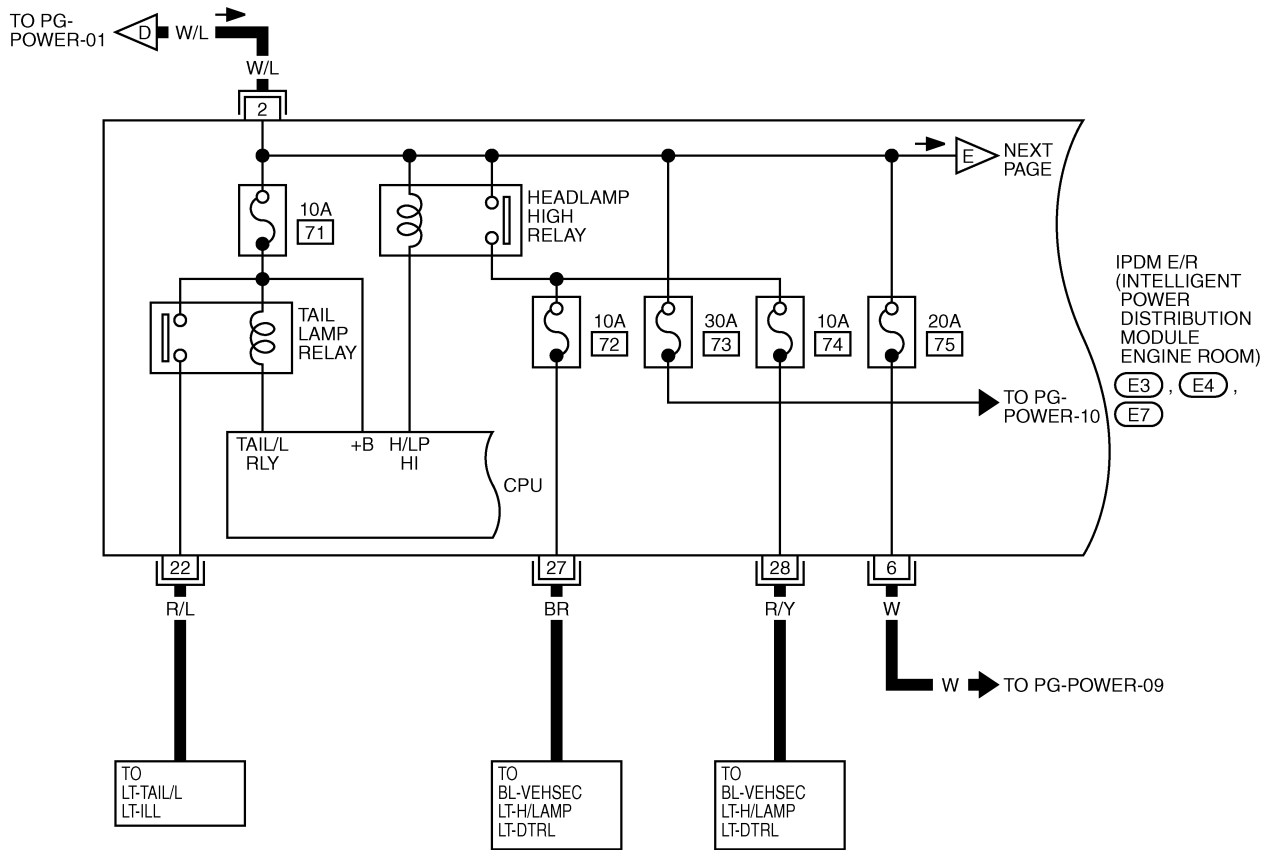 TO PG-
POWER-01
D
W/L
W/L
2
E
NEXT
PAGE
10A
71
HEADLAMP
HIGH
RELAY
TAIL
LAMP
RELAY
10A
72
30A
73
10A
74
20A
75
IPDM E/R
(INTELLIGENT
POWER
DISTRIBUTION
MODULE
ENGINE ROOM)
E3 , E4 ,
E7
TO PG-
POWER-10
TAIL/L
RLY
+B
H/LP
HI
CPU
22
27
28
6
R/L
BR
R/Y
W
W
TO PG-POWER-09
TO
LT-TAIL/L
LT-ILL
TO
BL-VEHSEC
LT-H/LAMP
LT-DTRL
TO
BL-VEHSEC
LT-H/LAMP
LT-DTRL